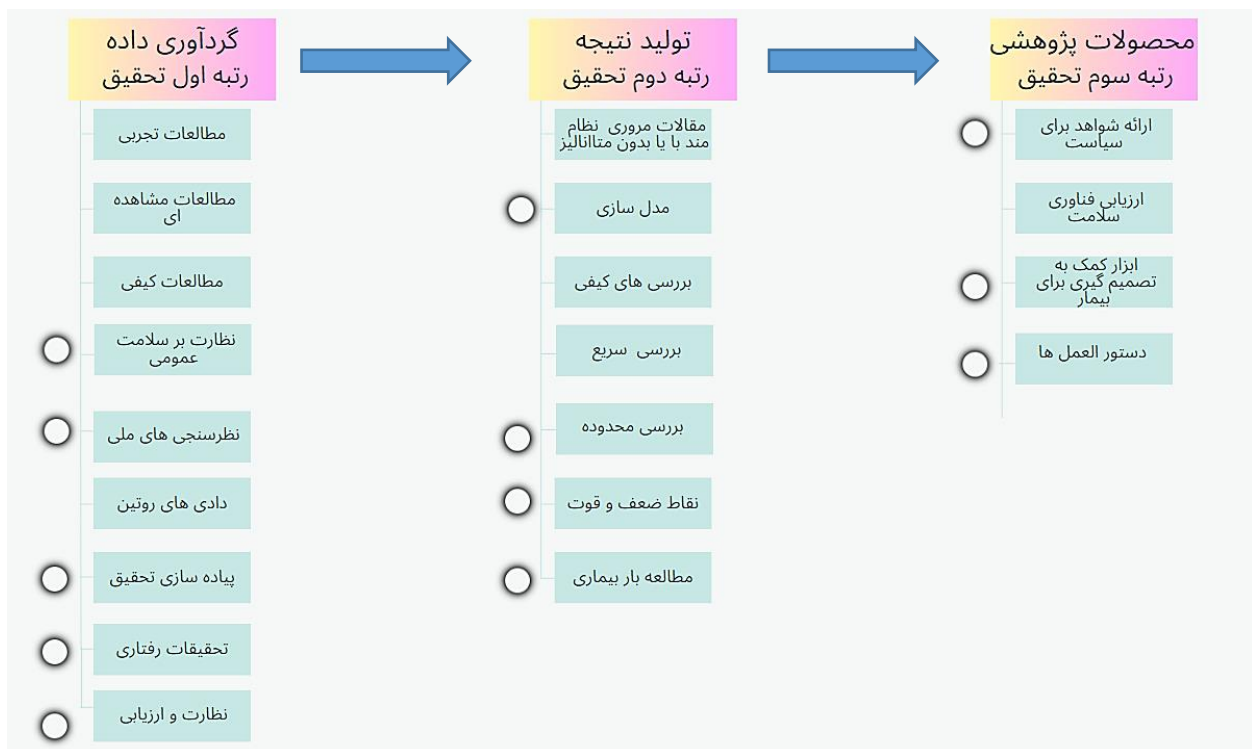 گردآوری داده
رتبه اول تحقیق
مطالعات تجربی
مطالعات مشاهده
ای
مطالعات کیفی
نظارت بر سلامت
عمومی
نظرسنجی های ملی
دادی های روتین
پیاده سازی تحقیق
تحقیقات رفتاری
نظارت و ارزیابی
تولید نتیجه
رتبه دوم تحقیق
مقالات مروری نظام
مند با یا بدون متاانالیز
مدل سازی
بررسی های کیفی
بررسی سریع
بررسی محدوده
نقاط ضعف و قوت
مطالعه بار بیماری
محصولات پژوهشی
رتبه سوم تحقیق
ارائه شواهد برای
سیاست
ارزیابی فناوری
سلامت
ابزار کمک به
تصمیم گیری برای
بیمار
دستور العمل ها